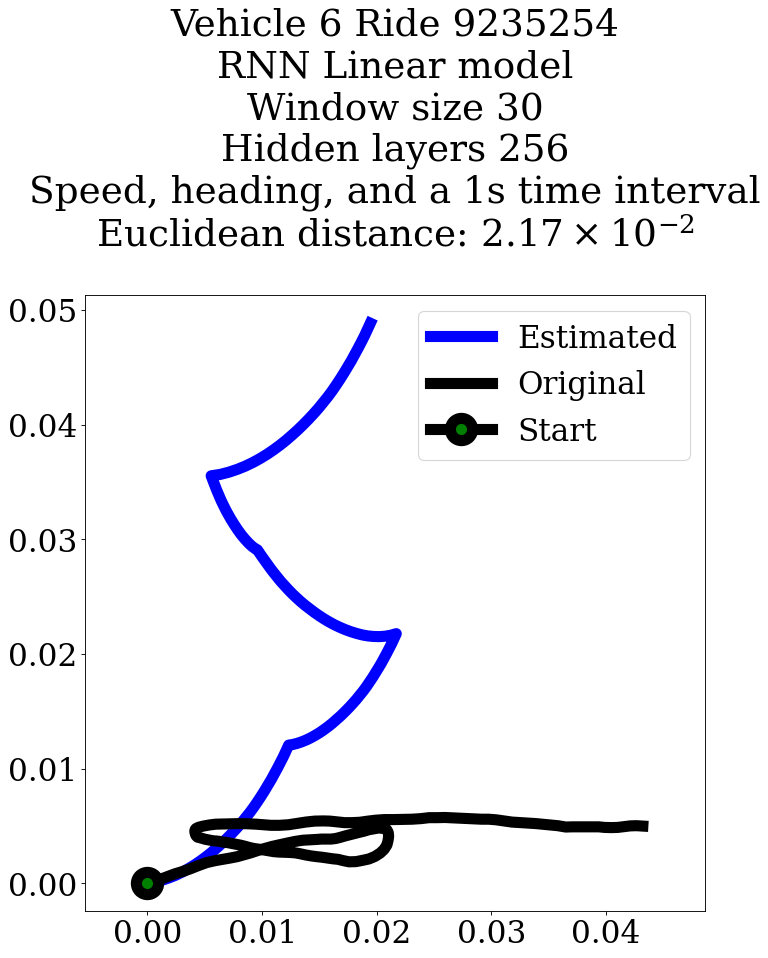 Vehicle 6 Ride 9235254
RNN Linear model
Window size 30
Hidden layers 256
Speed, heading, and a 1s time interval
Euclidean distance: 2.17 × 10⁻²
0.05
0.04
0.03
0.02
0.01
0.00
Estimated
Original
Start
0.00 0.01 0.02 0.03 0.04